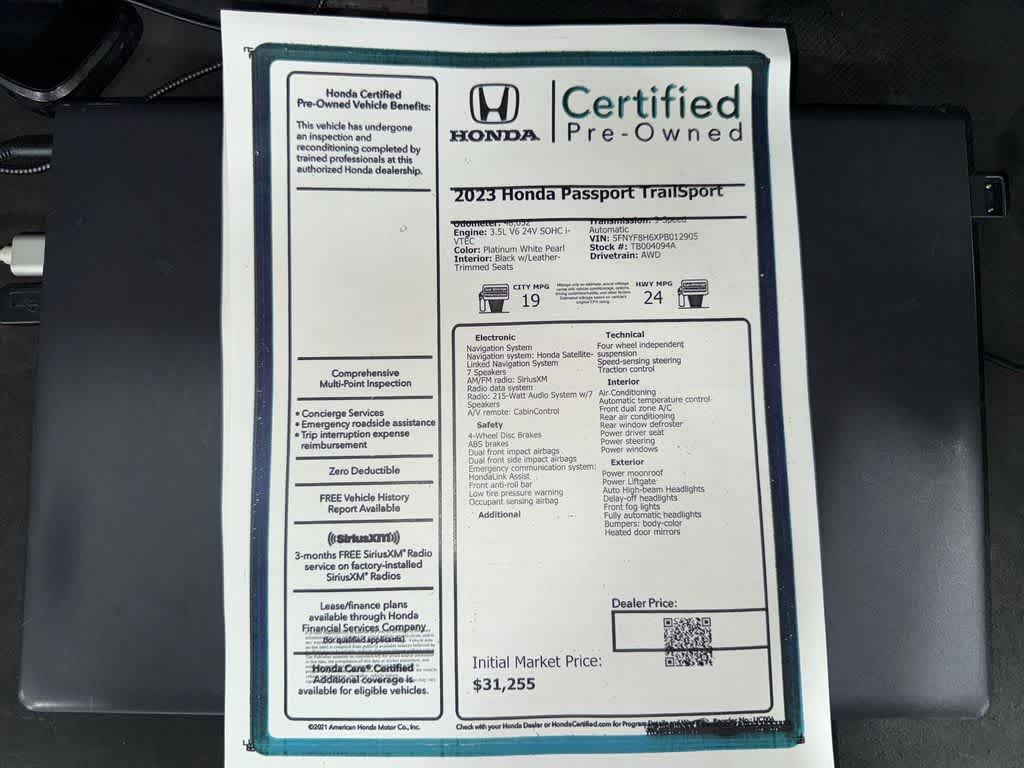 Honda Certified
Pre-Owned Vehicle Benefits:
This vehicle has undergone
an inspection and
reconditioning completed by
trained professionals at this
authorized Honda dealership.
Comprehensive
Multi-Point Inspection
• Concierge Services
• Emergency roadside assistance
• Trip interruption expense
reimbursement
Zero Deductible
FREE Vehicle History
Report Available
((SiriusXM))
3-months FREE SiriusXM® Radio
service on factory-installed
SiriusXM® Radios
Lease/finance plans
available through Honda
Financial Services Company
(for qualified applicants).
Honda Care® Certified
Additional coverage is
available for eligible vehicles.
©2021 American Honda Motor Co., Inc.
HONDA
Certified
Pre-Owned
2023 Honda Passport TrailSport
Odometer:
Engine: 3.5L V6 24V SOHC i-
VTEC
Color: Platinum White Pearl
Interior: Black w/Leather-
Trimmed Seats
Transmission: 9-Speed
Automatic
VIN: 5FNYF8H6XPB012905
Stock #: TB004094A
Drivetrain: AWD
CITY MPG
19
HWY MPG
24
Electronic
Navigation System
Navigation system: Honda Satellite-
Linked Navigation System
7 Speakers
AM/FM radio: SiriusXM
Radio data system
Radio: 215-Watt Audio System w/7
Speakers
A/V remote: CabinControl
Safety
4-Wheel Disc Brakes
ABS brakes
Dual front impact airbags
Dual front side impact airbags
Emergency communication system:
HondaLink Assist
Front anti-roll bar
Low tire pressure warning
Occupant sensing airbag
Additional
Technical
Four wheel independent
suspension
Speed-sensing steering
Traction control
Interior
Air Conditioning
Automatic temperature control
Front dual zone A/C
Rear air conditioning
Rear window defroster
Power driver seat
Power steering
Power windows
Exterior
Power moonroof
Power Liftgate
Auto High-beam Headlights
Delay-off headlights
Front fog lights
Fully automatic headlights
Bumpers: body-color
Heated door mirrors
Dealer Price:
Initial Market Price:
$31,255
Check with your Honda Dealer or HondaCertified.com for Program Details and